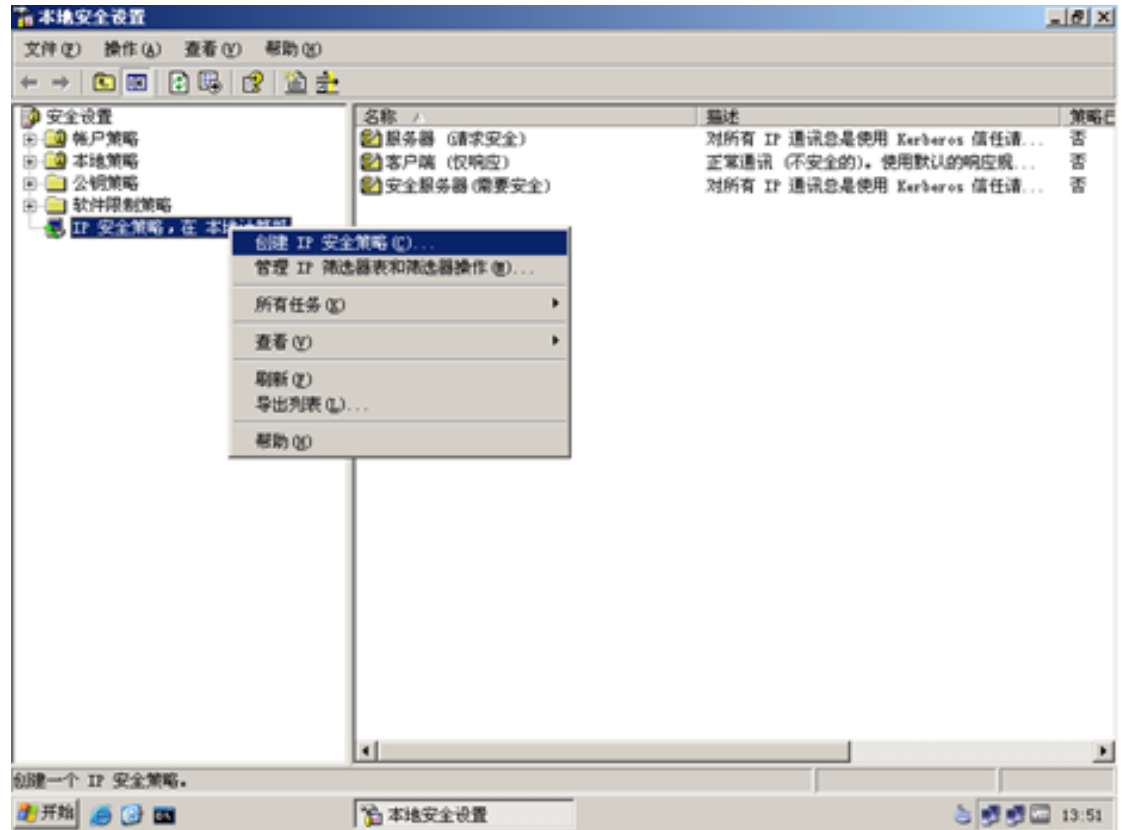 本地安全设置
文件(F) 操作(A) 查看(V) 帮助(H)
安全设置
帐户策略
本地策略
公钥策略
软件限制策略
IP 安全策略，在
名称 描述
服务器 (请求安全) 对所有 IP 通讯总是使用 Kerberos 信任请... 否
客户端 (仅响应) 正常通讯 (不安全的)。使用默认的响应规... 否
安全服务器(需要安全) 对所有 IP 通讯总是使用 Kerberos 信任请... 否
创建 IP 安全策略(C)...
管理 IP 筛选器表和筛选器操作(M)...
所有任务(K)
查看(V)
刷新(F)
导出列表(L)...
帮助(H)
创建一个 IP 安全策略。
开始 本地安全设置 13:51